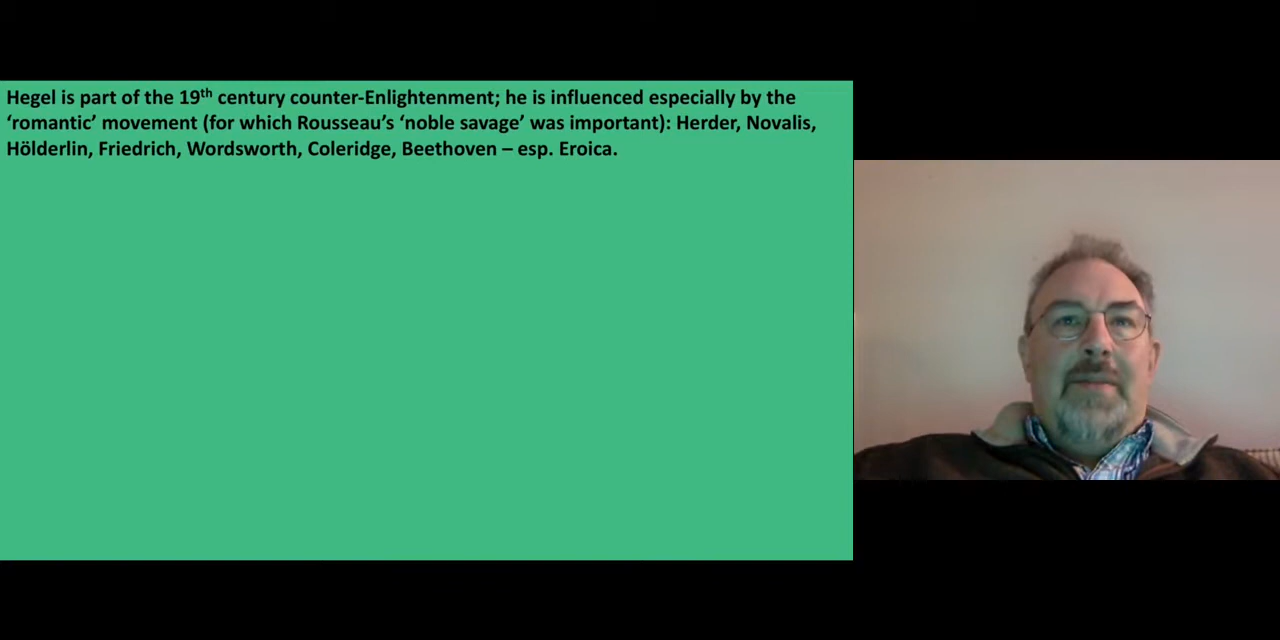 Hegel is part of the 19th century counter-Enlightenment; he is influenced especially by the
‘romantic’ movement (for which Rousseau’s ‘noble savage’ was important): Herder, Novalis,
Hölderlin, Friedrich, Wordsworth, Coleridge, Beethoven – esp. Eroica.